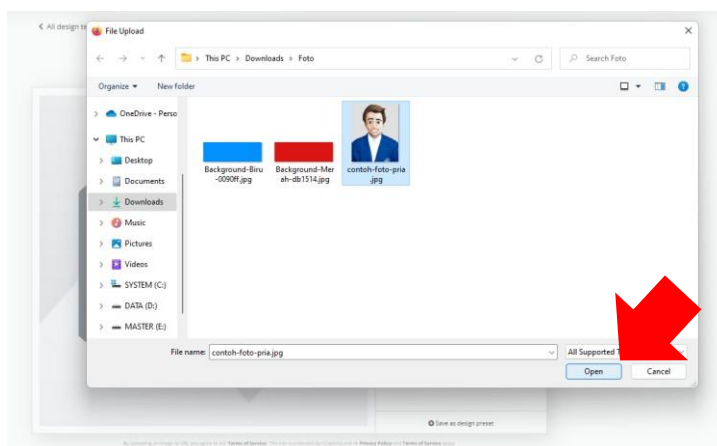 All design te
File Upload
This PC > Downloads > Foto
Search Foto
Organize
New folder
OneDrive - Perso
This PC
Desktop
Documents
Downloads
Music
Pictures
Videos
SYSTEM (C:)
DATA (D:)
MASTER (E:)
Background-Biru
-0090ff.jpg
Background-Mer
ah-db1514.jpg
contoh-foto-pria
.jpg
File name: contoh-foto-pria.jpg
All Supported T
Open
Cancel
Save as design preset